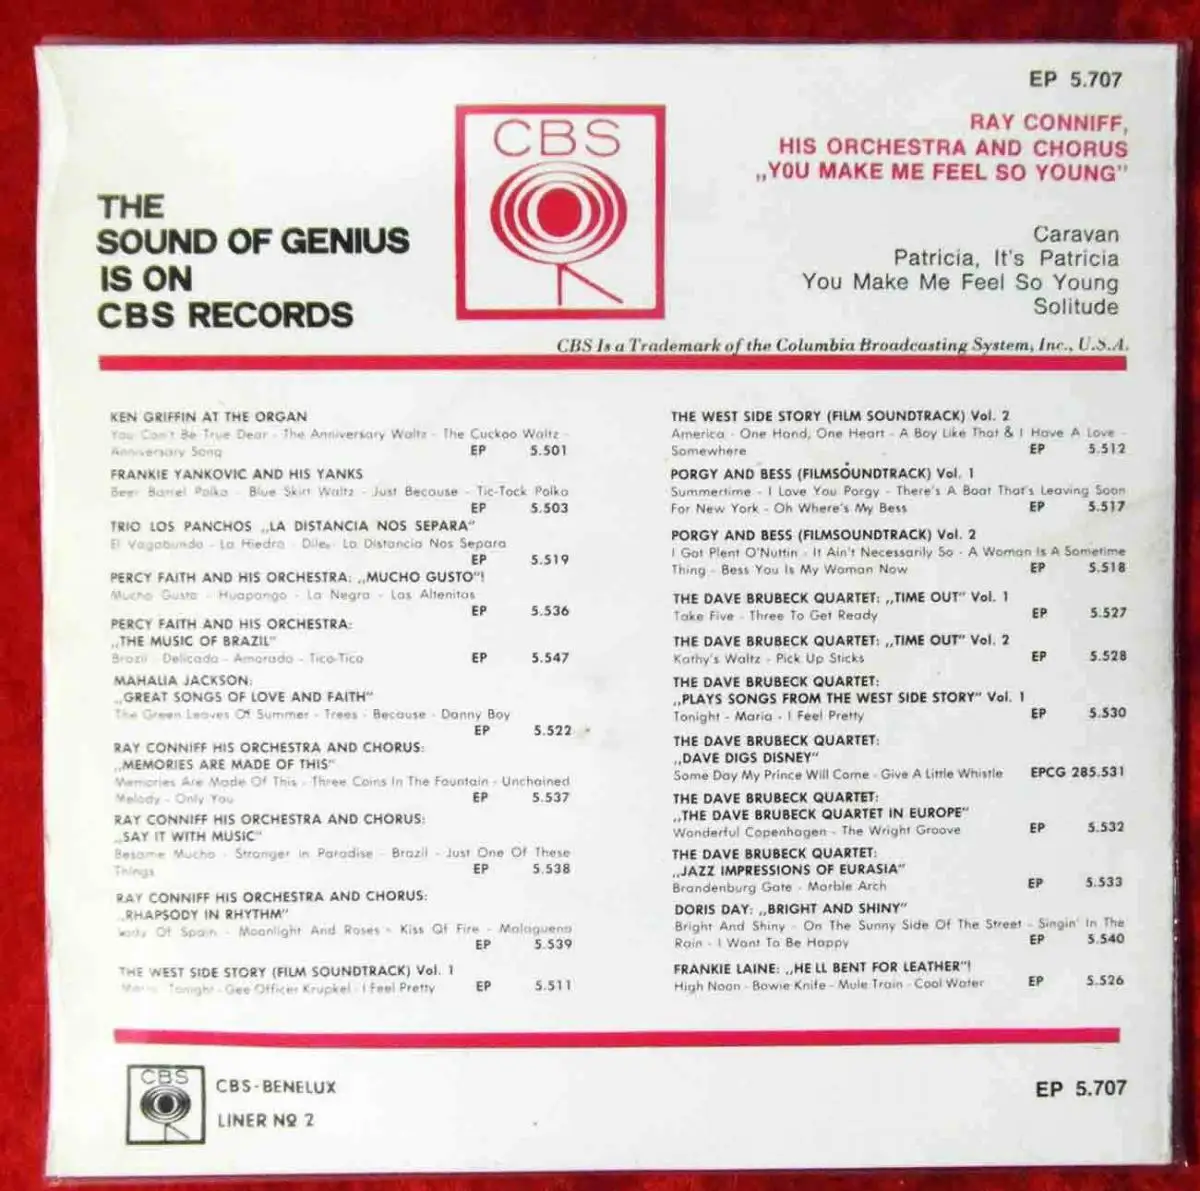 EP 5.707
RAY CONNIFF,
HIS ORCHESTRA AND CHORUS
„YOU MAKE ME FEEL SO YOUNG"
CBS
THE
SOUND OF GENIUS
IS ON
CBS RECORDS
Caravan
Patricia, It's Patricia
You Make Me Feel So Young
Solitude
CBS Is a Trademark of the Columbia Broadcasting System, Inc., U.S.A.
KEN GRIFFIN AT THE ORGAN
You Can't Be True Dear - The Anniversary Waltz - The Cuckoo Waltz -
Anniversary Song EP 5.501
FRANKIE YANKOVIC AND HIS YANKS
Beer Barrel Polka - Blue Skirt Waltz - Just Because - Tic-Tock Polka
EP 5.503
TRIO LOS PANCHOS „LA DISTANCIA NOS SEPARA"
El Vagabundo - La Hiedra - Dile - La Distancia Nos Separa
EP 5.519
PERCY FAITH AND HIS ORCHESTRA: „MUCHO GUSTO"!
Mucho Gusto - Huapango - La Negra - Las Altenitas
EP 5.536
PERCY FAITH AND HIS ORCHESTRA:
„THE MUSIC OF BRAZIL"
Brazil - Delicado - Amorado - Tico-Tico EP 5.547
MAHALIA JACKSON:
„GREAT SONGS OF LOVE AND FAITH"
The Green Leaves Of Summer - Trees - Because - Danny Boy
EP 5.522
RAY CONNIFF HIS ORCHESTRA AND CHORUS:
„MEMORIES ARE MADE OF THIS"
Memories Are Made Of This - Three Coins In The Fountain - Unchained
Melody - Only You EP 5.537
RAY CONNIFF HIS ORCHESTRA AND CHORUS:
„SAY IT WITH MUSIC"
Besame Mucho - Stranger in Paradise - Brazil - Just One Of These
Things EP 5.538
RAY CONNIFF HIS ORCHESTRA AND CHORUS:
„RHAPSODY IN RHYTHM"
Lady Of Spain - Moonlight And Roses - Kiss Of Fire - Malaguena
EP 5.539
THE WEST SIDE STORY (FILM SOUNDTRACK) Vol. 1
Maria - Tonight - Gee Officer Krupkel - I Feel Pretty EP 5.511
THE WEST SIDE STORY (FILM SOUNDTRACK) Vol. 2
America - One Hand, One Heart - A Boy Like That & I Have A Love -
Somewhere EP 5.512
PORGY AND BESS (FILMSOUNDTRACK) Vol. 1
Summertime - I Love You Porgy - There's A Boat That's Leaving Soon
For New York - Oh Where's My Bess EP 5.517
PORGY AND BESS (FILMSOUNDTRACK) Vol. 2
I Got Plent O'Nuttin - It Ain't Necessarily So - A Woman Is A Sometime
Thing - Bess You Is My Woman Now EP 5.518
THE DAVE BRUBECK QUARTET: „TIME OUT" Vol. 1
Take Five - Three To Get Ready EP 5.527
THE DAVE BRUBECK QUARTET: „TIME OUT" Vol. 2
Kathy's Waltz - Pick Up Sticks EP 5.528
THE DAVE BRUBECK QUARTET:
„PLAYS SONGS FROM THE WEST SIDE STORY" Vol. 1
Tonight - Maria - I Feel Pretty EP 5.530
THE DAVE BRUBECK QUARTET:
„DAVE DIGS DISNEY"
Some Day My Prince Will Come - Give A Little Whistle EPCG 285.531
THE DAVE BRUBECK QUARTET:
„THE DAVE BRUBECK QUARTET IN EUROPE"
Wonderful Copenhagen - The Wright Groove EP 5.532
THE DAVE BRUBECK QUARTET:
„JAZZ IMPRESSIONS OF EURASIA"
Brandenburg Gate - Marble Arch EP 5.533
DORIS DAY: „BRIGHT AND SHINY"
Bright And Shiny - On The Sunny Side Of The Street - Singin' In The
Rain - I Want To Be Happy EP 5.540
FRANKIE LAINE: „HELL BENT FOR LEATHER"!
High Noon - Bowie Knife - Mule Train - Cool Water EP 5.526
CBS
CBS-BENELUX
LINER Nº 2
EP 5.707